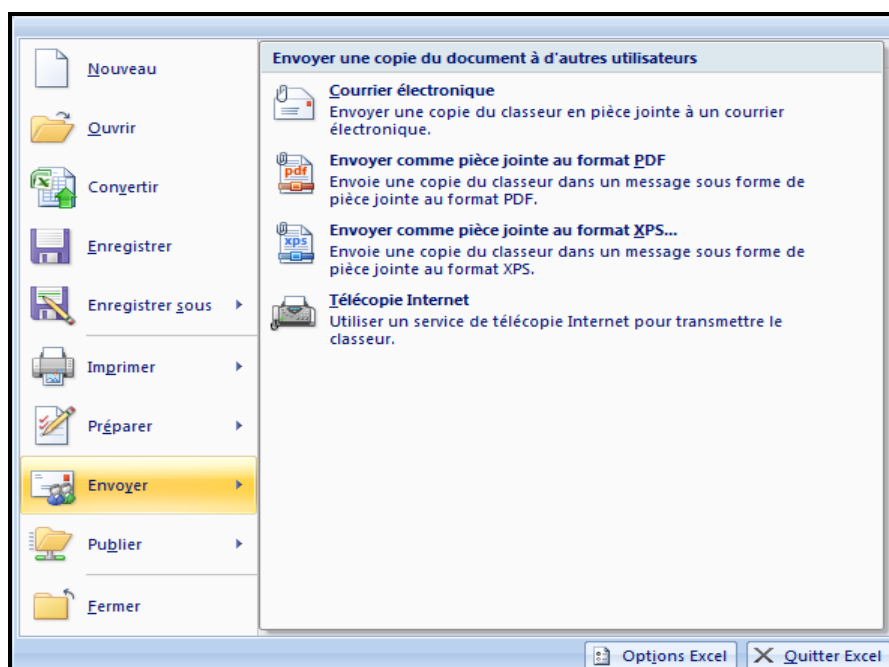 Nouveau
Ouvrir
Convertir
Enregistrer
Enregistrer sous
Imprimer
Préparer
Envoyer
Publier
Fermer
Envoyer une copie du document à d'autres utilisateurs
Courrier électronique
Envoyer une copie du classeur en pièce jointe à un courrier
électronique.
pdf
Envoyer comme pièce jointe au format PDF
Envoie une copie du classeur dans un message sous forme de
pièce jointe au format PDF.
xps
Envoyer comme pièce jointe au format XPS...
Envoie une copie du classeur dans un message sous forme de
pièce jointe au format XPS.
Télécopie Internet
Utiliser un service de télécopie Internet pour transmettre le
classeur.
Options Excel
Quitter Excel